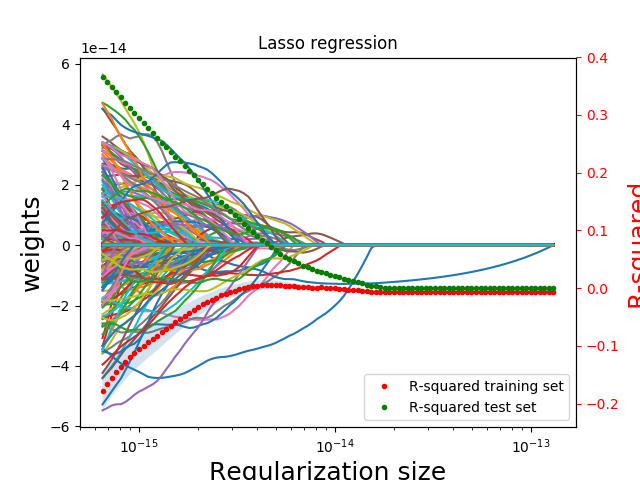 Lasso regression
1e−14
6
4
2
0
−2
−4
−6
weights
0.4
0.3
0.2
0.1
0.0
−0.1
−0.2
R-squared
R-squared training set
R-squared test set
10−15
10−14
10−13
Regularization size